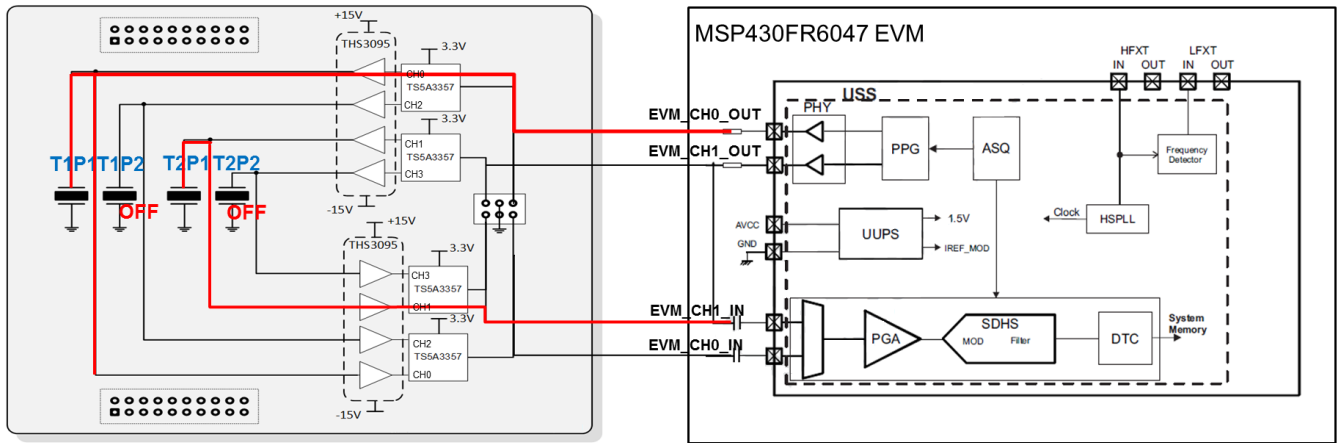 +15V
THS3095
3.3V
CH0
TS5A3357
CH2
3.3V
CH1
TS5A3357
CH3
-15V
T1P1 T1P2 T2P1 T2P2
OFF
OFF
+15V
THS3095
3.3V
CH3
TS5A3357
CH1
3.3V
CH2
TS5A3357
CH0
-15V
EVM_CH0_OUT
EVM_CH1_OUT
EVM_CH1_IN
EVM_CH0_IN
MSP430FR6047 EVM
HFXT LFXT
IN OUT IN OUT
USS
PHY
PPG
ASQ
Frequency
Detector
Clock
HSPLL
AVCC
GND
UUPS
1.5V
IREF_MOD
PGA
SDHS
MOD Filter
DTC
System
Memory